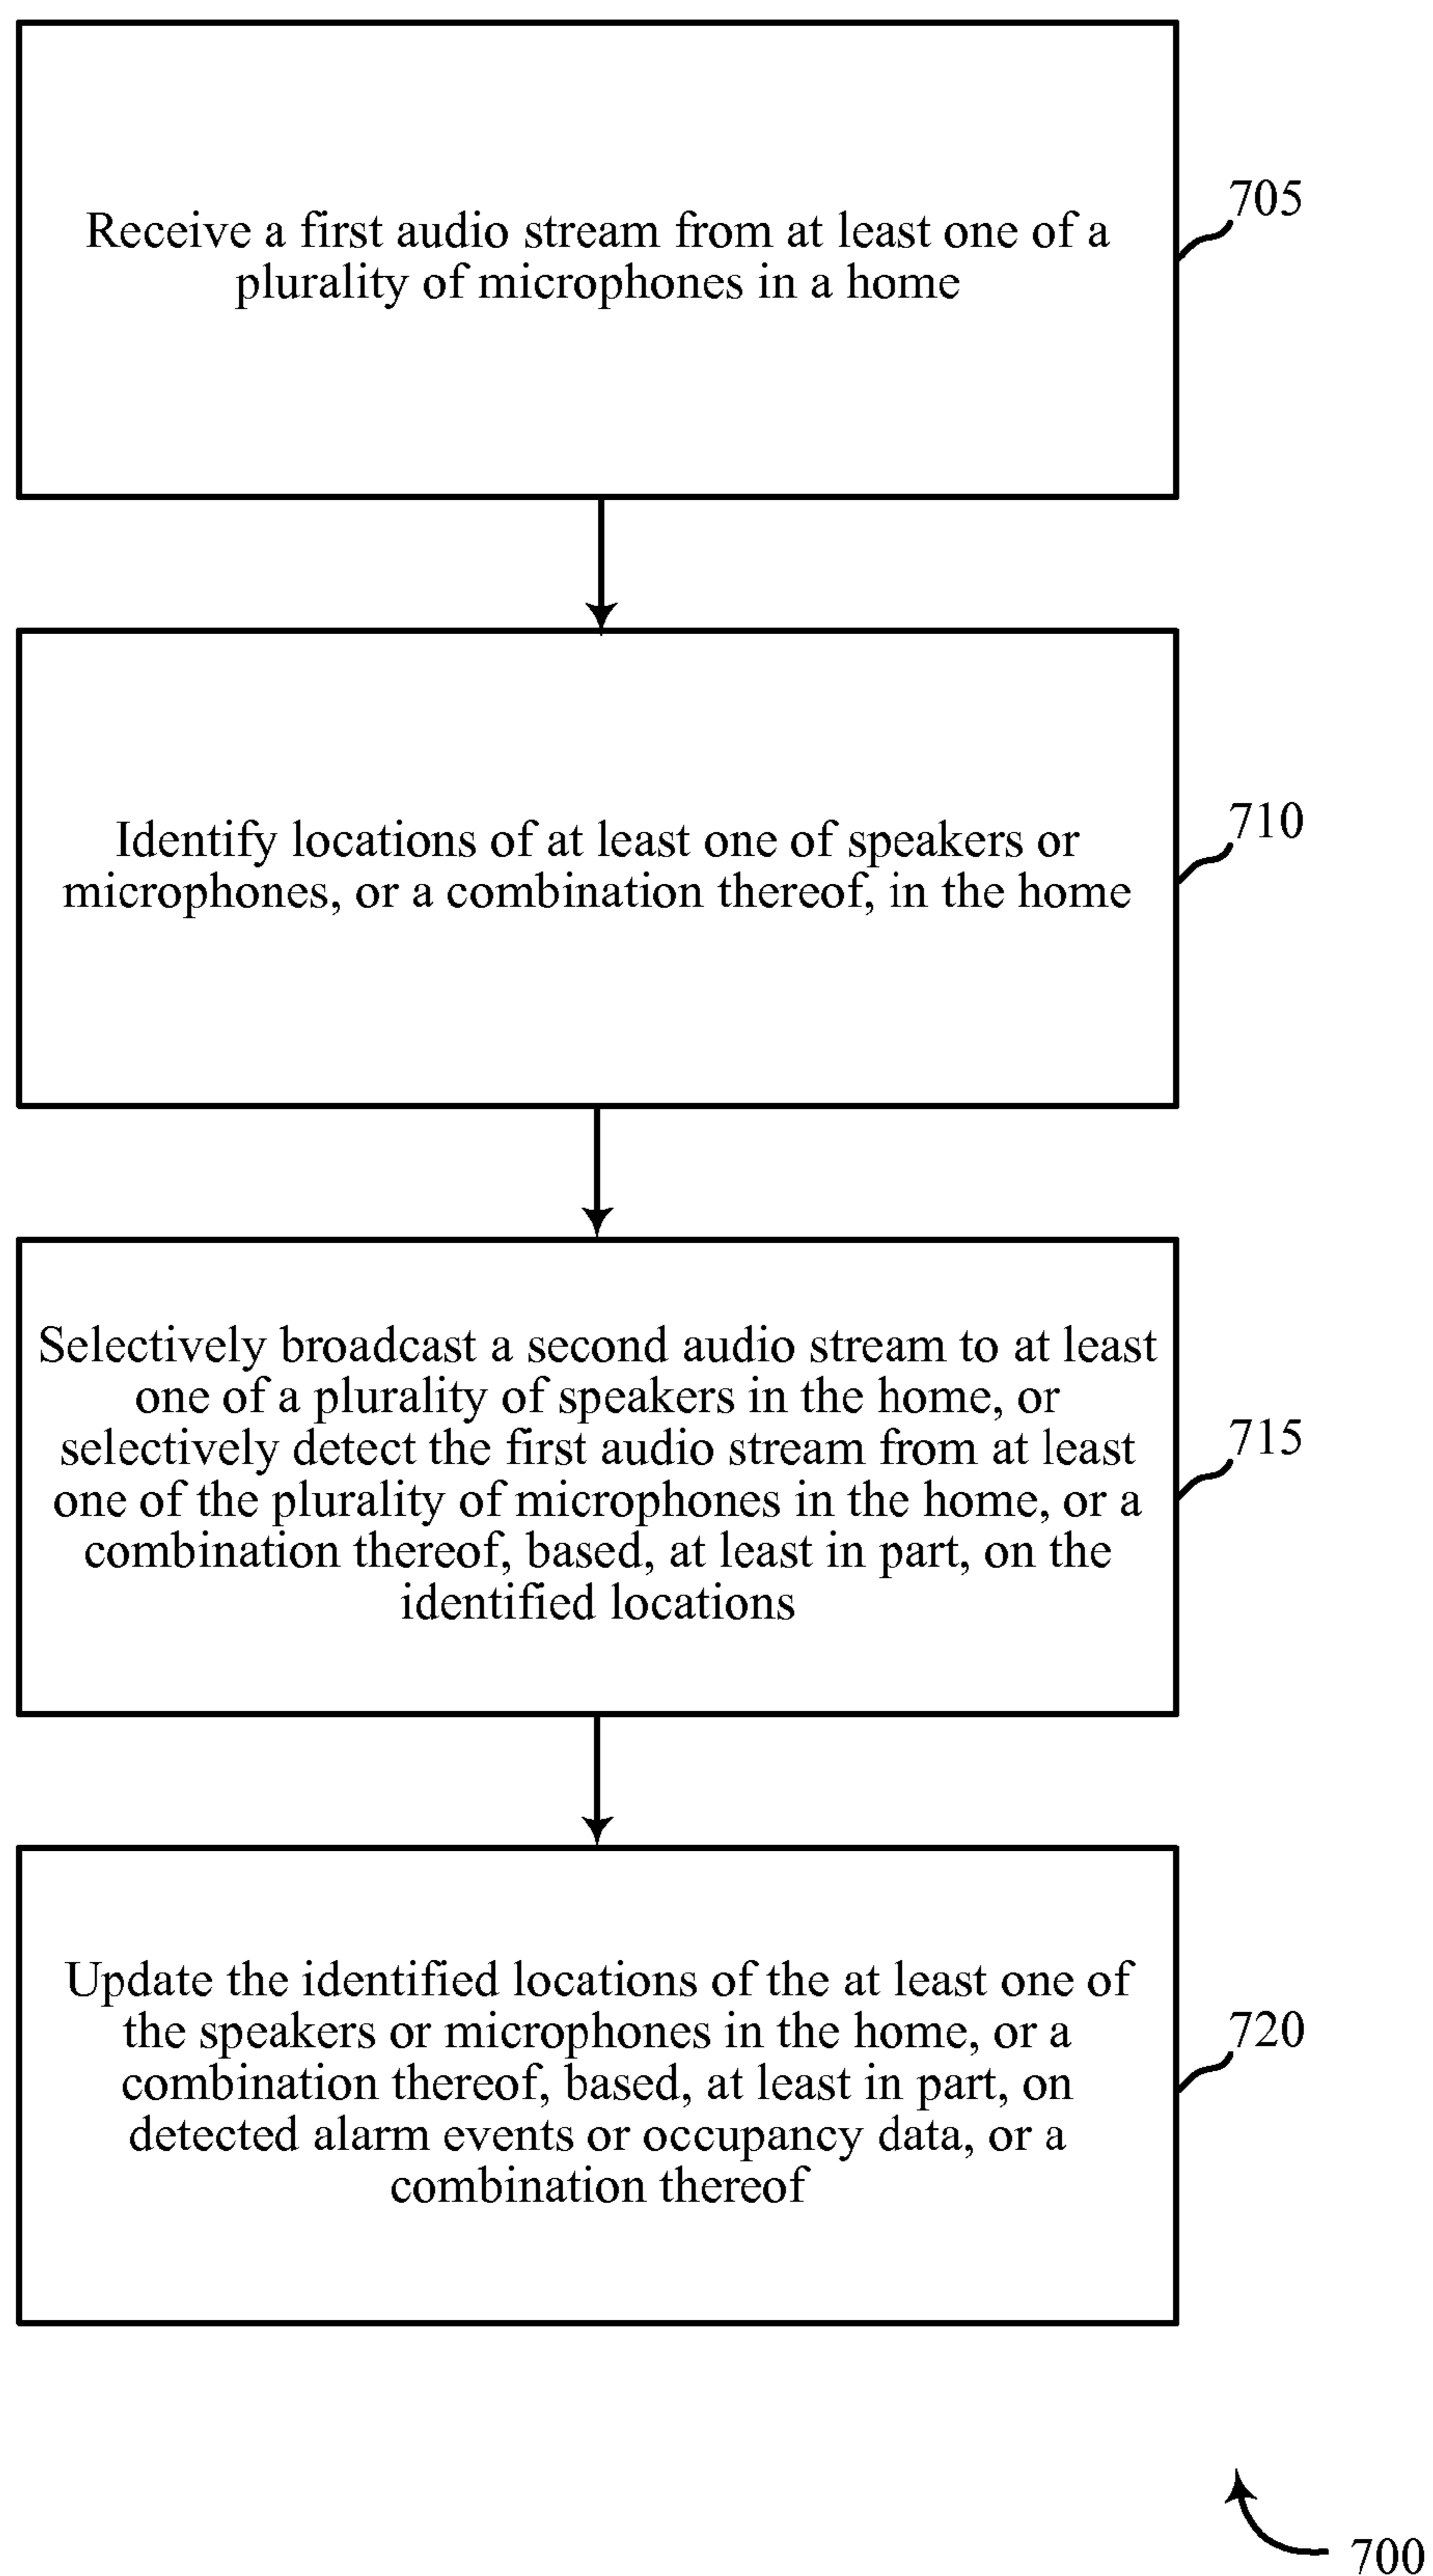 Receive a first audio stream from at least one of a
plurality of microphones in a home
705
Identify locations of at least one of speakers or
microphones, or a combination thereof, in the home
710
Selectively broadcast a second audio stream to at least
one of a plurality of speakers in the home, or
selectively detect the first audio stream from at least
one of the plurality of microphones in the home, or a
combination thereof, based, at least in part, on the
identified locations
715
Update the identified locations of the at least one of
the speakers or microphones in the home, or a
combination thereof, based, at least in part, on
detected alarm events or occupancy data, or a
combination thereof
720
700